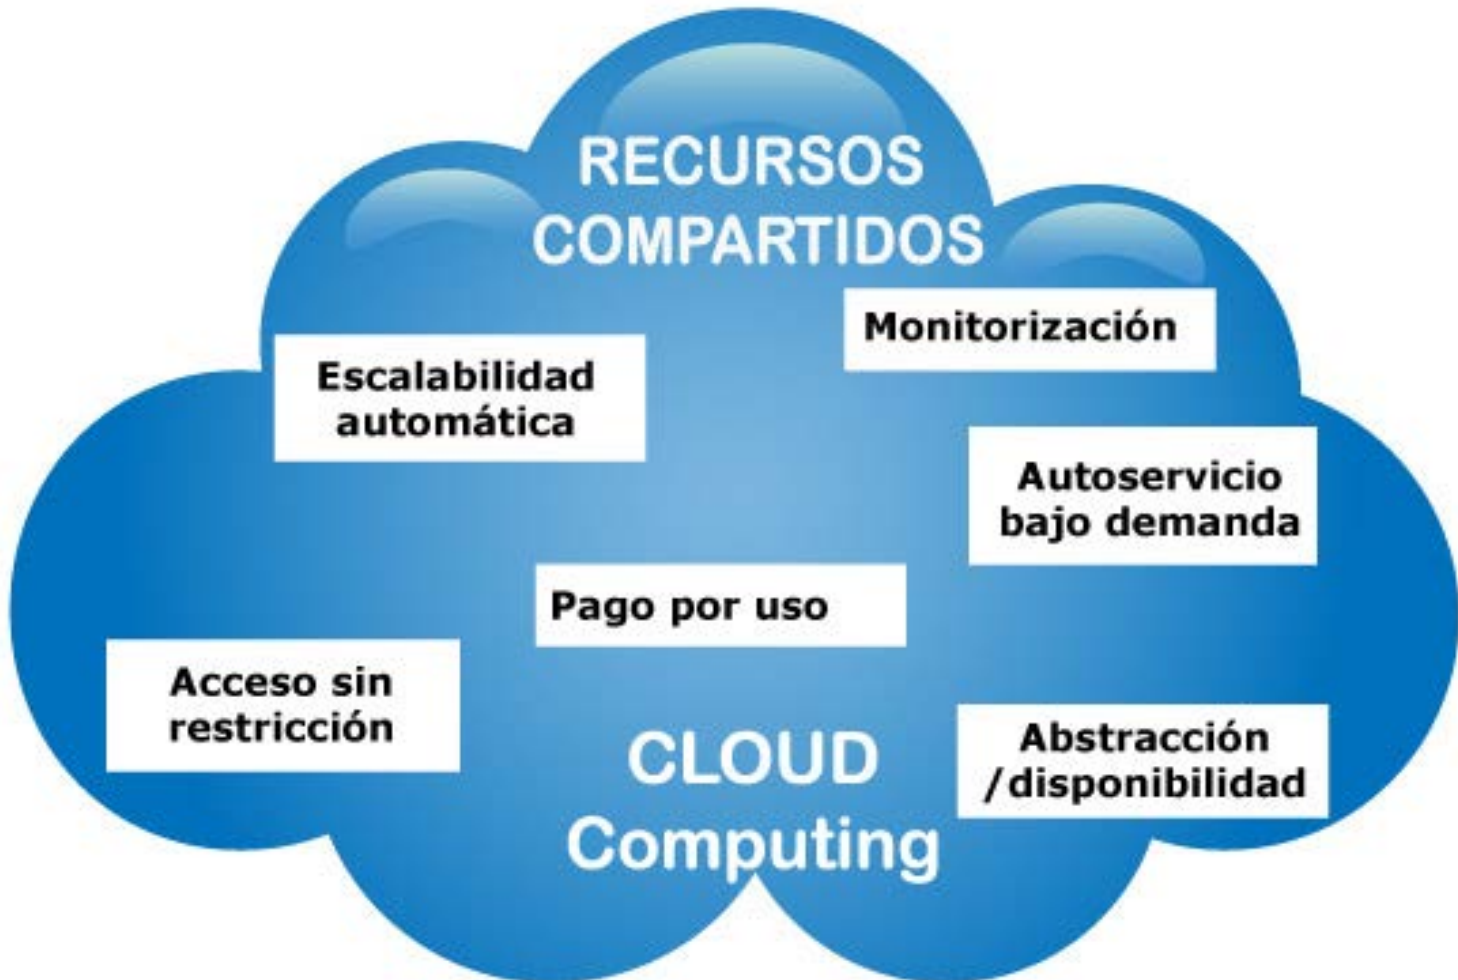 RECURSOS
COMPARTIDOS
Monitorización
Escalabilidad
automática
Autoservicio
bajo demanda
Pago por uso
Acceso sin
restricción
Abstracción
/disponibilidad
CLOUD
Computing